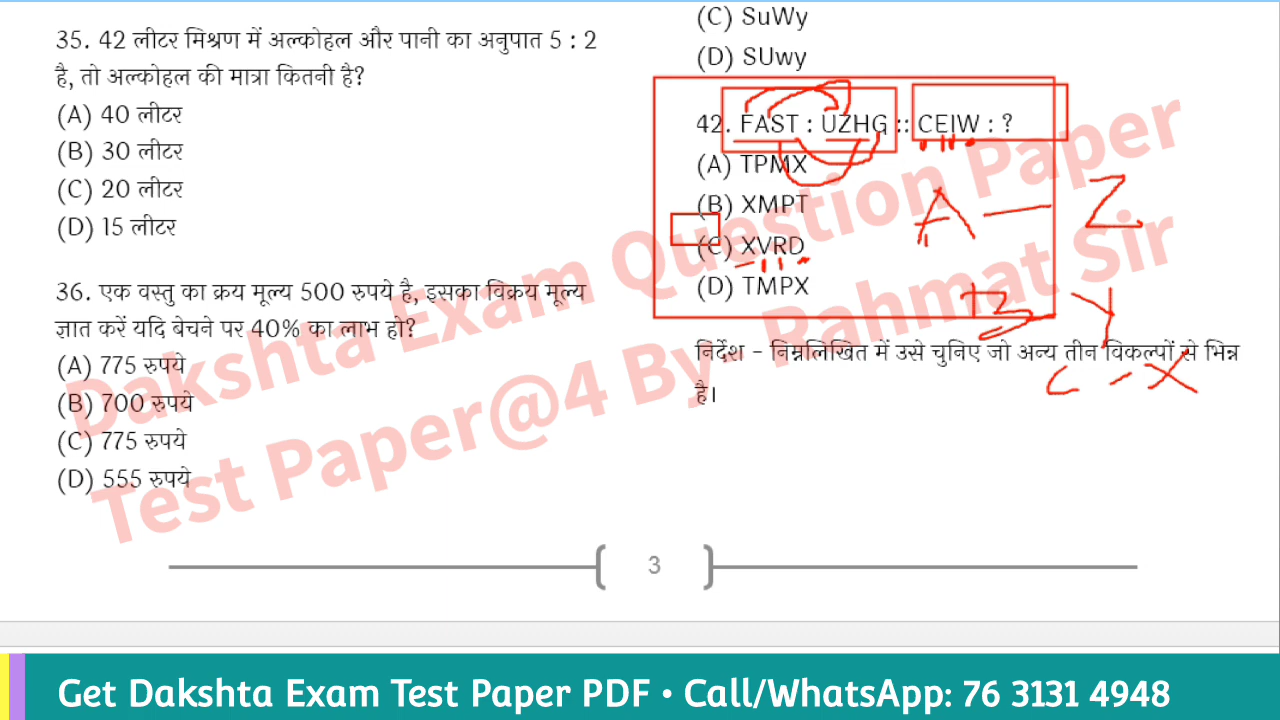 35. 42 लीटर मिश्रण में अल्कोहल और पानी का अनुपात 5 : 2
है, तो अल्कोहल की मात्रा कितनी है?
(A) 40 लीटर
(B) 30 लीटर
(C) 20 लीटर
(D) 15 लीटर
36. एक वस्तु का क्रय मूल्य 500 रुपये है, इसका विक्रय मूल्य
ज्ञात करें यदि बेचने पर 40% का लाभ हो?
(A) 775 रुपये
(B) 700 रुपये
(C) 775 रुपये
(D) 555 रुपये
(C) SuWy
(D) SUwy
42. FAST : UZHG :: CEIW : ?
(A) TPMX
(B) XMPT
(C) XVRD
(D) TMPX
A — Z
B Y
C - X
निर्देश - निम्नलिखित में उसे चुनिए जो अन्य तीन विकल्पों से भिन्न
है।
Dakshta Exam Question Paper
Test Paper@4 By- Rahmat Sir
3
Get Dakshta Exam Test Paper PDF • Call/WhatsApp: 76 3131 4948